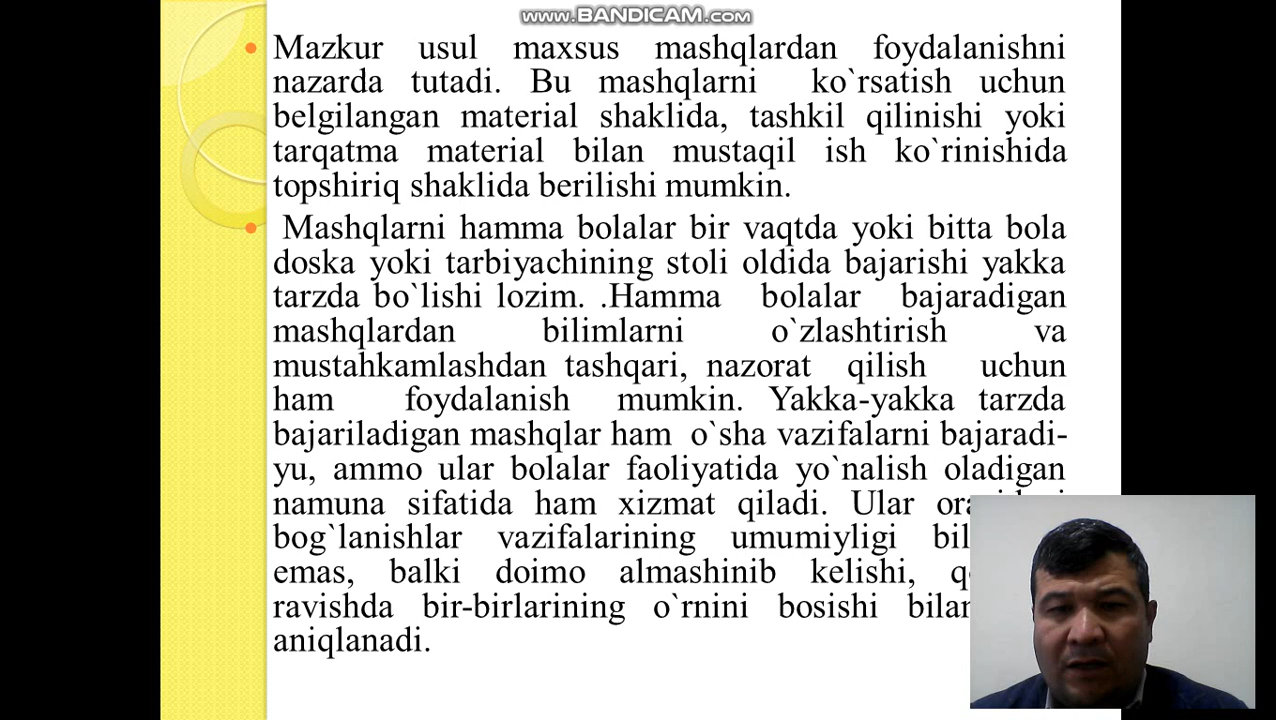 www.BANDICAM.com
Mazkur usul maxsus mashqlardan foydalanishni
nazarda tutadi. Bu mashqlarni ko`rsatish uchun
belgilangan material shaklida, tashkil qilinishi yoki
tarqatma material bilan mustaqil ish ko`rinishida
topshiriq shaklida berilishi mumkin.
Mashqlarni hamma bolalar bir vaqtda yoki bitta bola
doska yoki tarbiyachining stoli oldida bajarishi yakka
tarzda bo`lishi lozim. .Hamma bolalar bajaradigan
mashqlardan bilimlarni o`zlashtirish va
mustahkamlashdan tashqari, nazorat qilish uchun
ham foydalanish mumkin. Yakka-yakka tarzda
bajariladigan mashqlar ham o`sha vazifalarni bajaradi-
yu, ammo ular bolalar faoliyatida yo`nalish oladigan
namuna sifatida ham xizmat qiladi. Ular
bog`lanishlar vazifalarining umumiyligi
emas, balki doimo almashinib kelishi,
ravishda bir-birlarining o`rnini bosishi bilan
aniqlanadi.